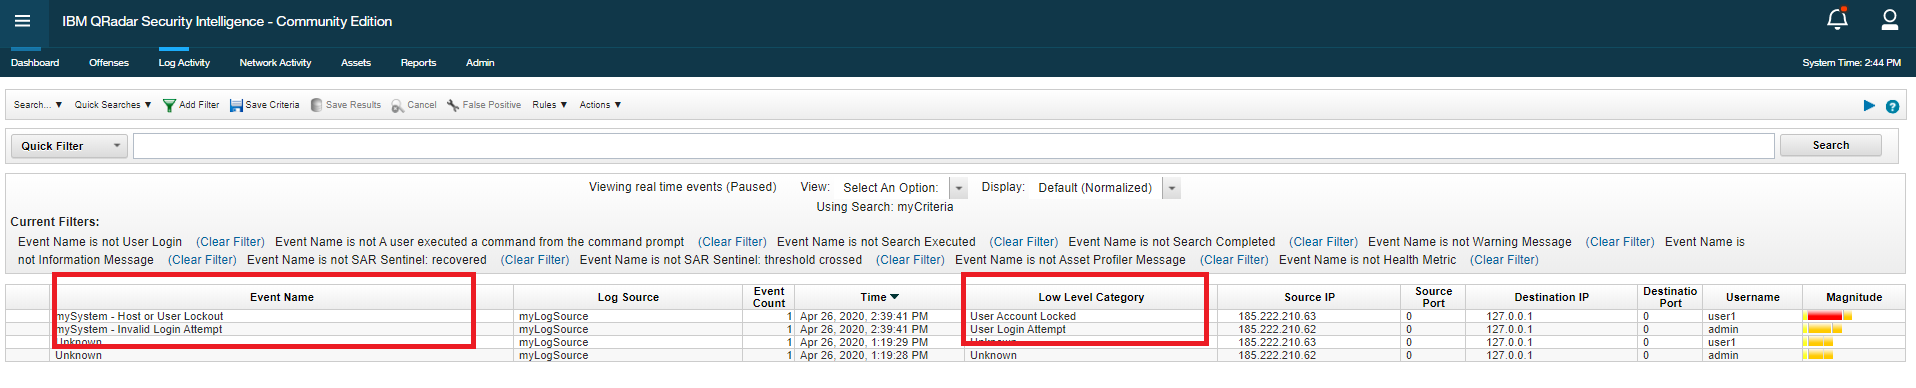 IBM QRadar Security Intelligence - Community Edition
Dashboard Offenses Log Activity Network Activity Assets Reports Admin System Time: 2:44 PM
Search... Quick Searches Add Filter Save Criteria Save Results Cancel False Positive Rules Actions
Quick Filter Search
Viewing real time events (Paused) View: Select An Option: Display: Default (Normalized)
Using Search: myCriteria
Current Filters:
Event Name is not User Login (Clear Filter) Event Name is not A user executed a command from the command prompt (Clear Filter) Event Name is not Search Executed (Clear Filter) Event Name is not Search Completed (Clear Filter) Event Name is not Warning Message (Clear Filter) Event Name is
not Information Message (Clear Filter) Event Name is not SAR Sentinel: recovered (Clear Filter) Event Name is not SAR Sentinel: threshold crossed (Clear Filter) Event Name is not Asset Profiler Message (Clear Filter) Event Name is not Health Metric (Clear Filter)
Event Name Log Source Event Count Time Low Level Category Source IP Source Port Destination IP Destinatio Port Username Magnitude
mySystem - Host or User Lockout myLogSource 1 Apr 26, 2020, 2:39:41 PM User Account Locked 185.222.210.63 0 127.0.0.1 0 user1
mySystem - Invalid Login Attempt myLogSource 1 Apr 26, 2020, 2:39:41 PM User Login Attempt 185.222.210.62 0 127.0.0.1 0 admin
Unknown myLogSource 1 Apr 26, 2020, 1:19:29 PM Unknown 185.222.210.63 0 127.0.0.1 0 user1
Unknown myLogSource 1 Apr 26, 2020, 1:19:28 PM Unknown 185.222.210.62 0 127.0.0.1 0 admin